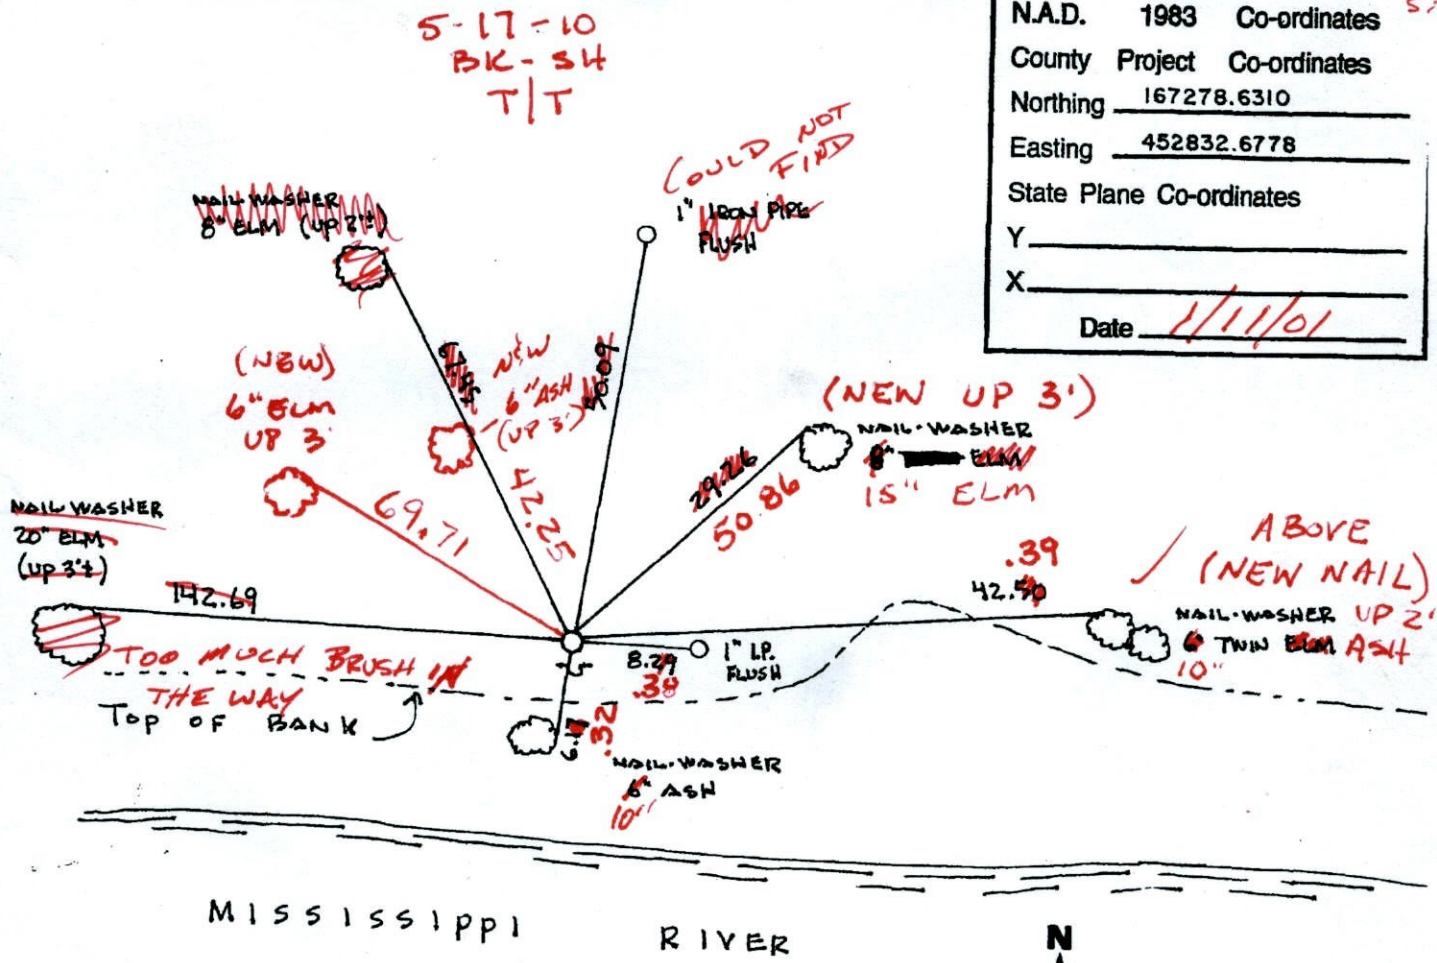 5-17-10
BK-SH
T|T
N.A.D. 1983 Co-ordinates
County Project Co-ordinates
Northing 167278.6310
Easting 452832.6778
State Plane Co-ordinates
Y
X
Date 1/11/01
COULD NOT
FIND
1" IRON PIPE
FLUSH
NAIL-WASHER
8" ELM (UP 2'±)
(NEW)
6" ELM
UP 3'
NEW
6" ASH
(UP 3')
(NEW UP 3')
NAIL-WASHER
8" ELM
15" ELM
29.26
50.86
69.71
42.25
NAIL WASHER
20" ELM
(UP 3'±)
142.69
ABOVE
(NEW NAIL)
.39
42.50
NAIL-WASHER UP 2'
6" TWIN ELM ASH
10"
1" I.P.
FLUSH
8.29
.38
TOO MUCH BRUSH IN
THE WAY
TOP OF BANK
.32
NAIL-WASHER
6" ASH
10"
MISSISSIPPI RIVER
N